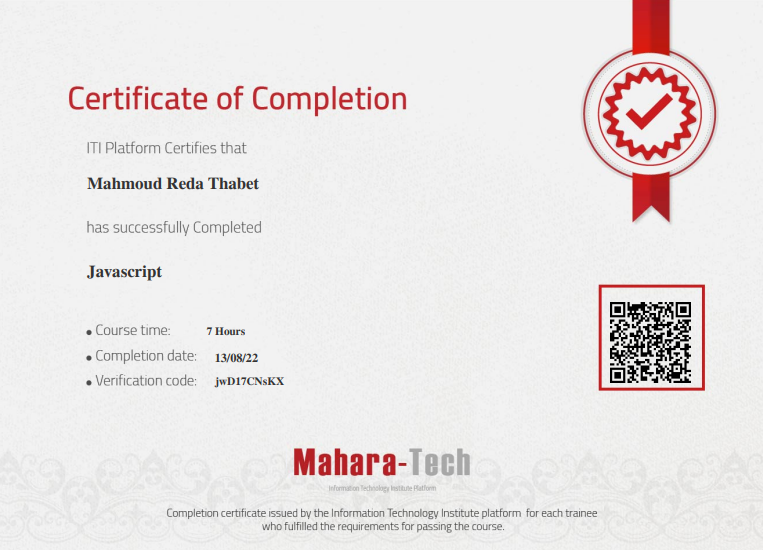 Certificate of Completion
ITI Platform Certifies that
Mahmoud Reda Thabet
has successfully Completed
Javascript
• Course time: 7 Hours
• Completion date: 13/08/22
• Verification code: jwD17CNsKX
Mahara-Tech
Information Technology Institute Platform
Completion certificate issued by the Information Technology Institute platform for each trainee
who fulfilled the requirements for passing the course.